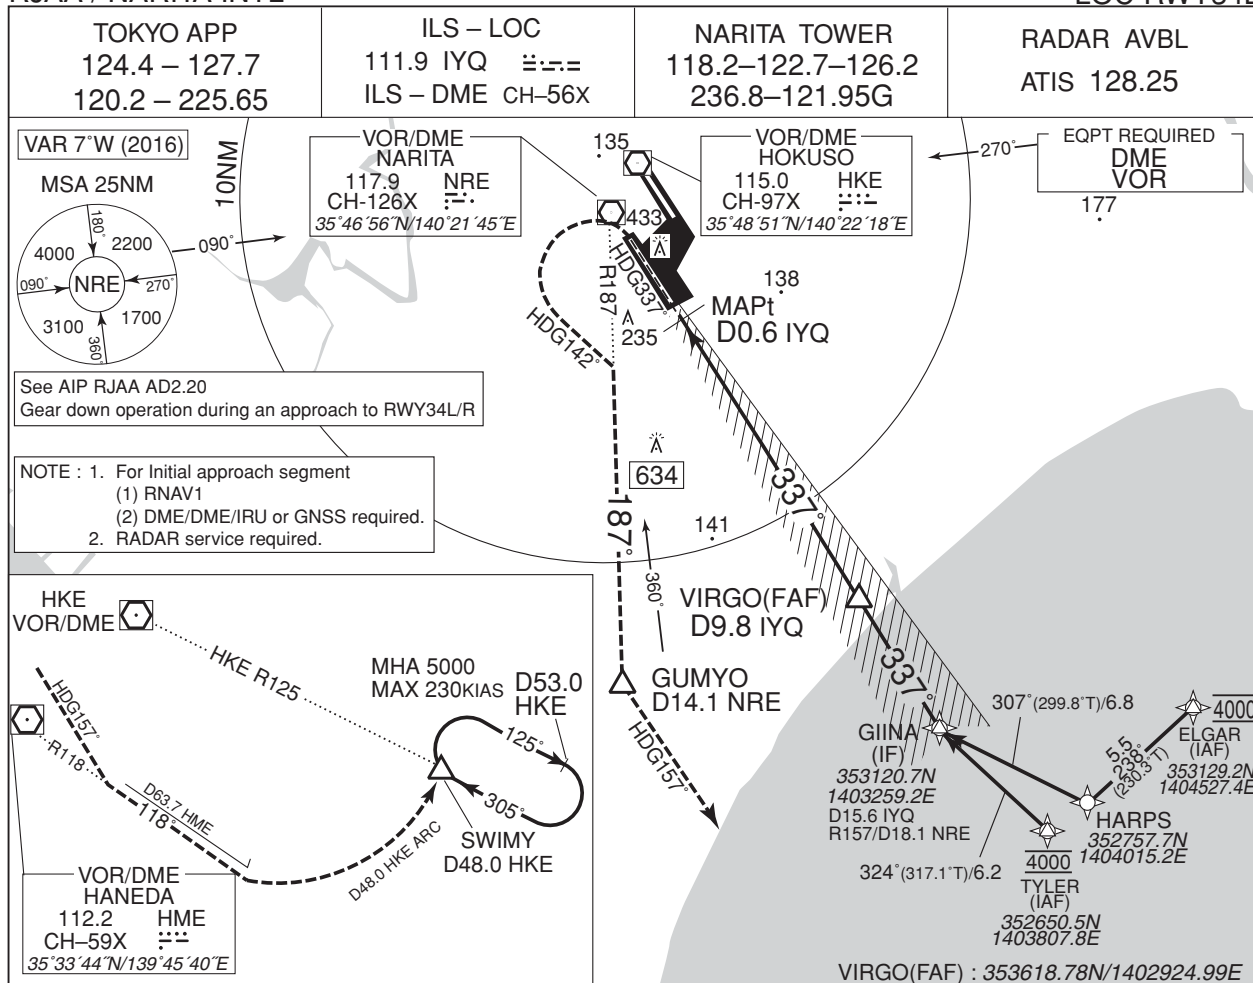 TOKYO APP
124.4 – 127.7
120.2 – 225.65
ILS – LOC
111.9 IYQ
ILS – DME CH–56X
NARITA TOWER
118.2–122.7–126.2
236.8–121.95G
RADAR AVBL
ATIS 128.25
VAR 7°W (2016)
MSA 25NM
180°
4000
2200
090°
NRE
270°
3100
1700
360°
090°
10NM
VOR/DME
NARITA
117.9 NRE
CH-126X
35°46´56˝N/140°21´45˝E
135
VOR/DME
HOKUSO
115.0 HKE
CH-97X
35°48´51˝N/140°22´18˝E
270°
EQPT REQUIRED
DME
VOR
177
433
HDG337°
R187
138
235
MAPt
D0.6 IYQ
HDG142°
See AIP RJAA AD2.20
Gear down operation during an approach to RWY34L/R
NOTE : 1. For Initial approach segment
(1) RNAV1
(2) DME/DME/IRU or GNSS required.
2. RADAR service required.
634
187°
141
337°
360°
VIRGO(FAF)
D9.8 IYQ
337°
GUMYO
D14.1 NRE
HDG157°
HKE
VOR/DME
HKE R125
MHA 5000
MAX 230KIAS
D53.0
HKE
125°
305°
HDG157°
R118
D63.7 HME
118°
D48.0 HKE ARC
SWIMY
D48.0 HKE
VOR/DME
HANEDA
112.2 HME
CH–59X
35°33´44˝N/139°45´40˝E
GIINA
(IF)
353120.7N
1403259.2E
D15.6 IYQ
R157/D18.1 NRE
307°(299.8°T)/6.8
5.5
238°
(230.3°T)
4000
ELGAR
(IAF)
353129.2N
1404527.4E
HARPS
352757.7N
1404015.2E
324°(317.1°T)/6.2
4000
TYLER
(IAF)
352650.5N
1403807.8E
VIRGO(FAF) : 353618.78N/1402924.99E